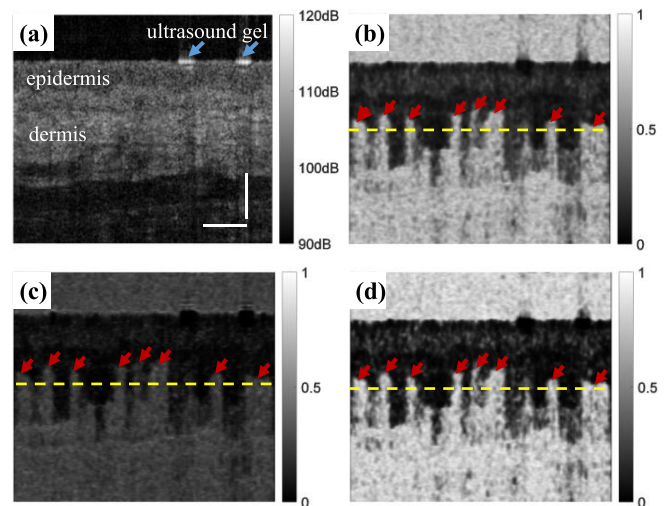 (a)
ultrasound gel
epidermis
dermis
120dB
110dB
100dB
90dB
(b)
1
0.5
0
(c)
1
0.5
0
(d)
1
0.5
0